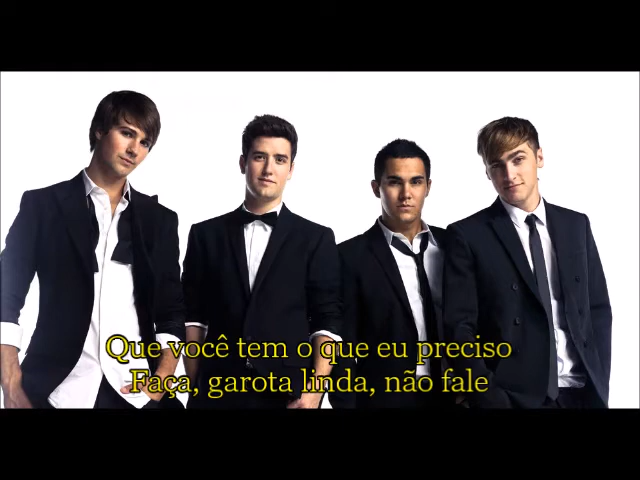 Que você tem o que eu preciso
Faça, garota linda, não fale